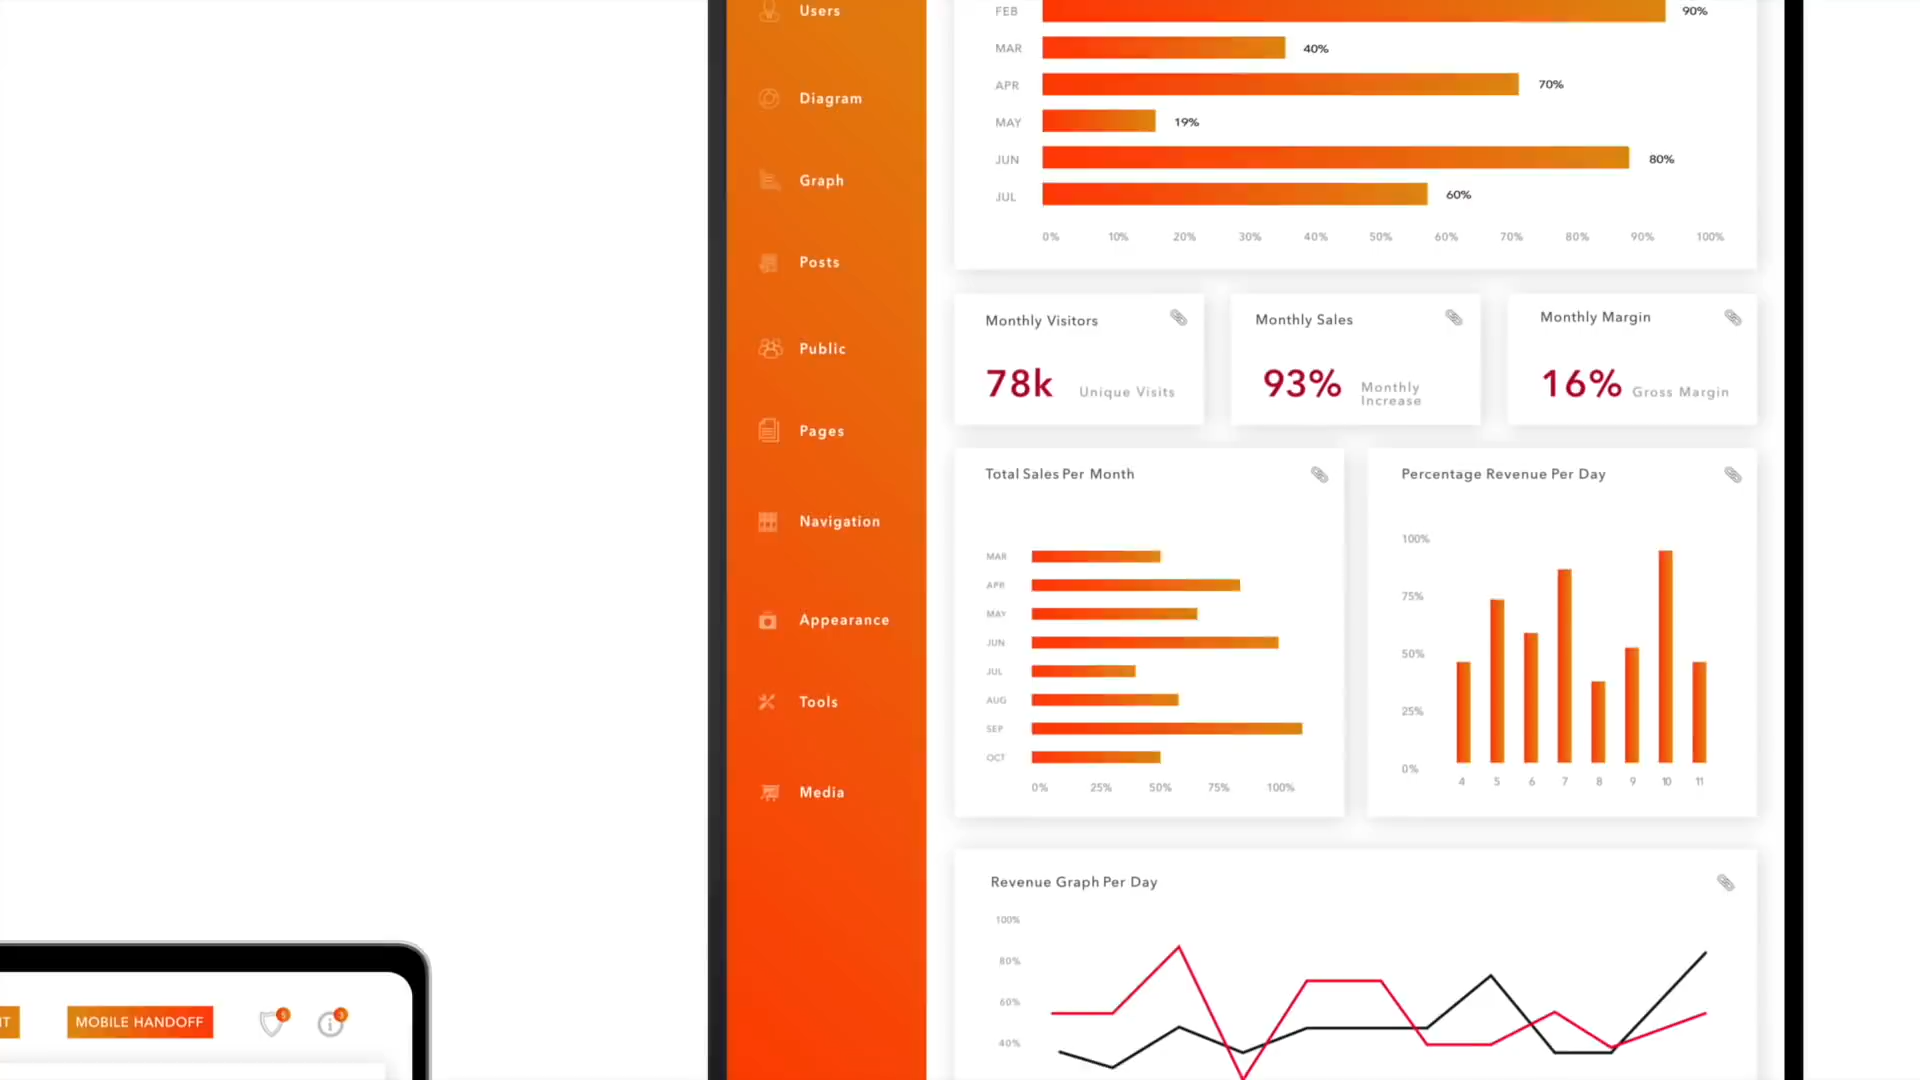 Users
Diagram
Graph
Posts
Public
Pages
Navigation
Appearance
Tools
Media
FEB 90%
MAR 40%
APR 70%
MAY 19%
JUN 80%
JUL 60%
0% 10% 20% 30% 40% 50% 60% 70% 80% 90% 100%
Monthly Visitors
78k Unique Visits
Monthly Sales
93% Monthly
Increase
Monthly Margin
16% Gross Margin
Total Sales Per Month
MAR
APR
MAY
JUN
JUL
AUG
SEP
OCT
0% 25% 50% 75% 100%
Percentage Revenue Per Day
100%
75%
50%
25%
0%
4 5 6 7 8 9 10 11
Revenue Graph Per Day
100%
80%
60%
40%
MOBILE HANDOFF